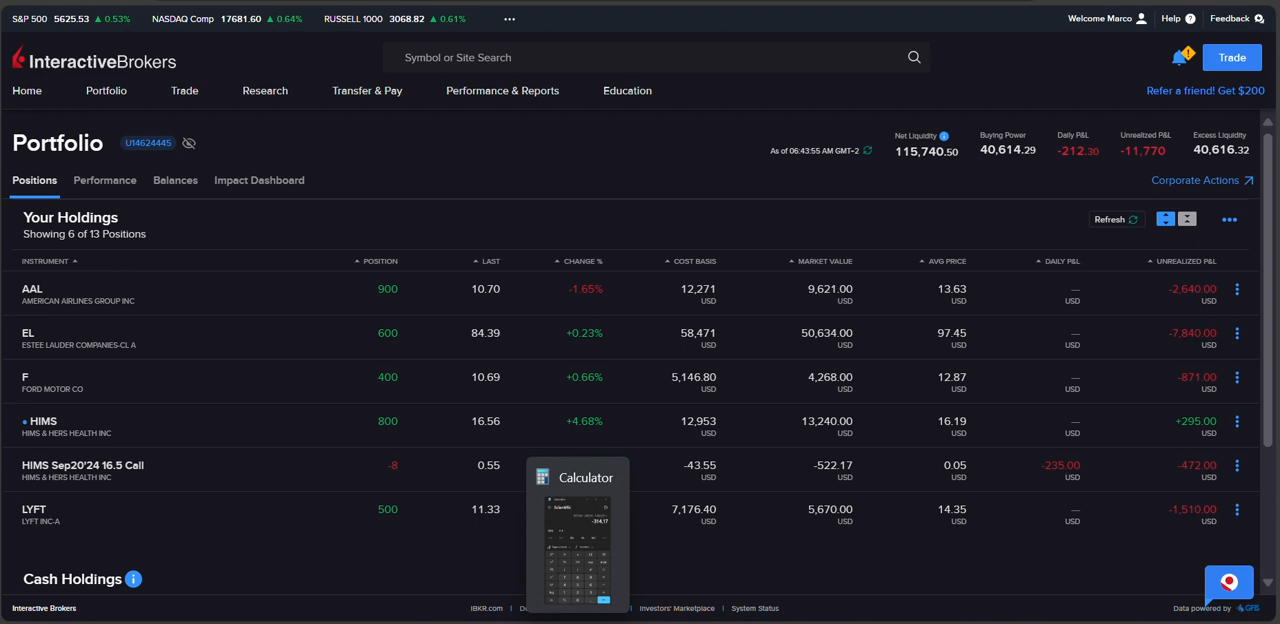 S&P 500 5625.53 ▲ 0.53% NASDAQ Comp 17681.60 ▲ 0.64% RUSSELL 1000 3068.82 ▲ 0.61% ••• Welcome Marco Help ? Feedback
InteractiveBrokers Symbol or Site Search Trade
Home Portfolio Trade Research Transfer & Pay Performance & Reports Education Refer a friend! Get $200
Portfolio U14624445 As of 06:43:55 AM GMT-2
Net Liquidity Buying Power Daily P&L Unrealized P&L Excess Liquidity
115,740.50 40,614.29 -212.30 -11,770 40,616.32
Positions Performance Balances Impact Dashboard Corporate Actions
Your Holdings Refresh
Showing 6 of 13 Positions
INSTRUMENT POSITION LAST CHANGE % COST BASIS MARKET VALUE AVG PRICE DAILY P&L UNREALIZED P&L
AAL 900 10.70 -1.65% 12,271 9,621.00 13.63 — -2,640.00
AMERICAN AIRLINES GROUP INC USD USD USD USD USD
EL 600 84.39 +0.23% 58,471 50,634.00 97.45 — -7,840.00
ESTEE LAUDER COMPANIES-CL A USD USD USD USD USD
F 400 10.69 +0.66% 5,146.80 4,268.00 12.87 — -871.00
FORD MOTOR CO USD USD USD USD USD
HIMS 800 16.56 +4.68% 12,953 13,240.00 16.19 — +295.00
HIMS & HERS HEALTH INC USD USD USD USD USD
HIMS Sep20'24 16.5 Call -8 0.55 -43.55 -522.17 0.05 -235.00 -472.00
HIMS & HERS HEALTH INC USD USD USD USD USD
Calculator
Scientific
-314.17
LYFT 500 11.33 7,176.40 5,670.00 14.35 — -1,510.00
LYFT INC-A USD USD USD USD USD
Cash Holdings
Interactive Brokers IBKR.com | | Investors' Marketplace | System Status Data powered by GFIS